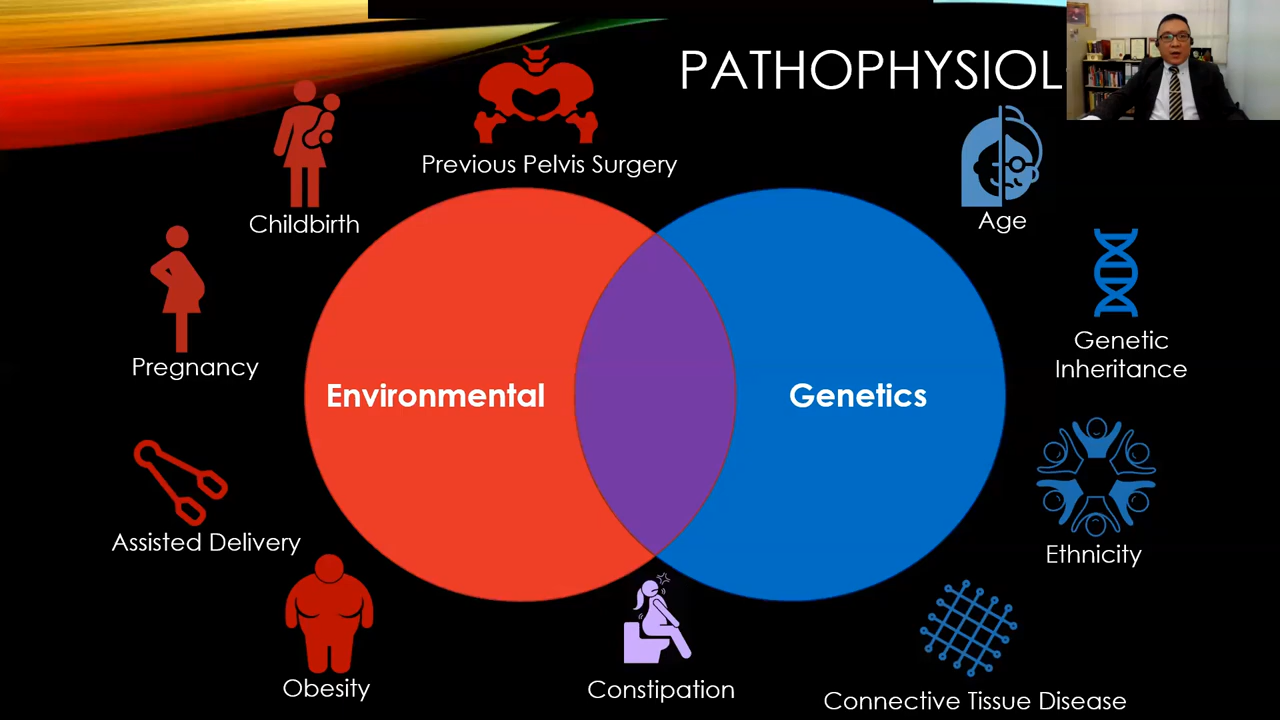 PATHOPHYSIOL
Previous Pelvis Surgery
Childbirth
Age
Pregnancy
Genetic
Inheritance
Environmental
Genetics
Assisted Delivery
Ethnicity
Obesity
Constipation
Connective Tissue Disease